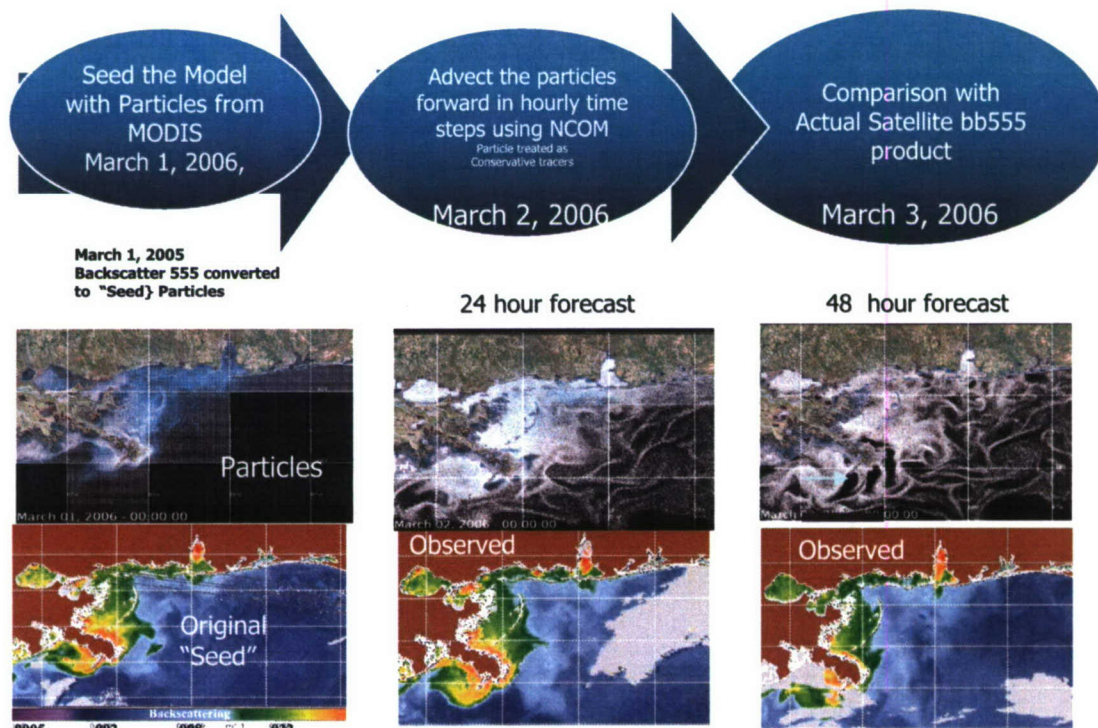 Seed the Model
with Particles from
MODIS
March 1, 2006,
Advect the particles
forward in hourly time
steps using NCOM
Particle treated as
Conservative tracers
March 2, 2006
Comparison with
Actual Satellite bb555
product
March 3, 2006
March 1, 2005
Backscatter 555 converted
to "Seed} Particles
24 hour forecast
48 hour forecast
Particles
March 01, 2006 - 00:00:00
March 02, 2006 - 00:00:00
March
00:00
Original
"Seed"
Observed
Observed
Backscattering